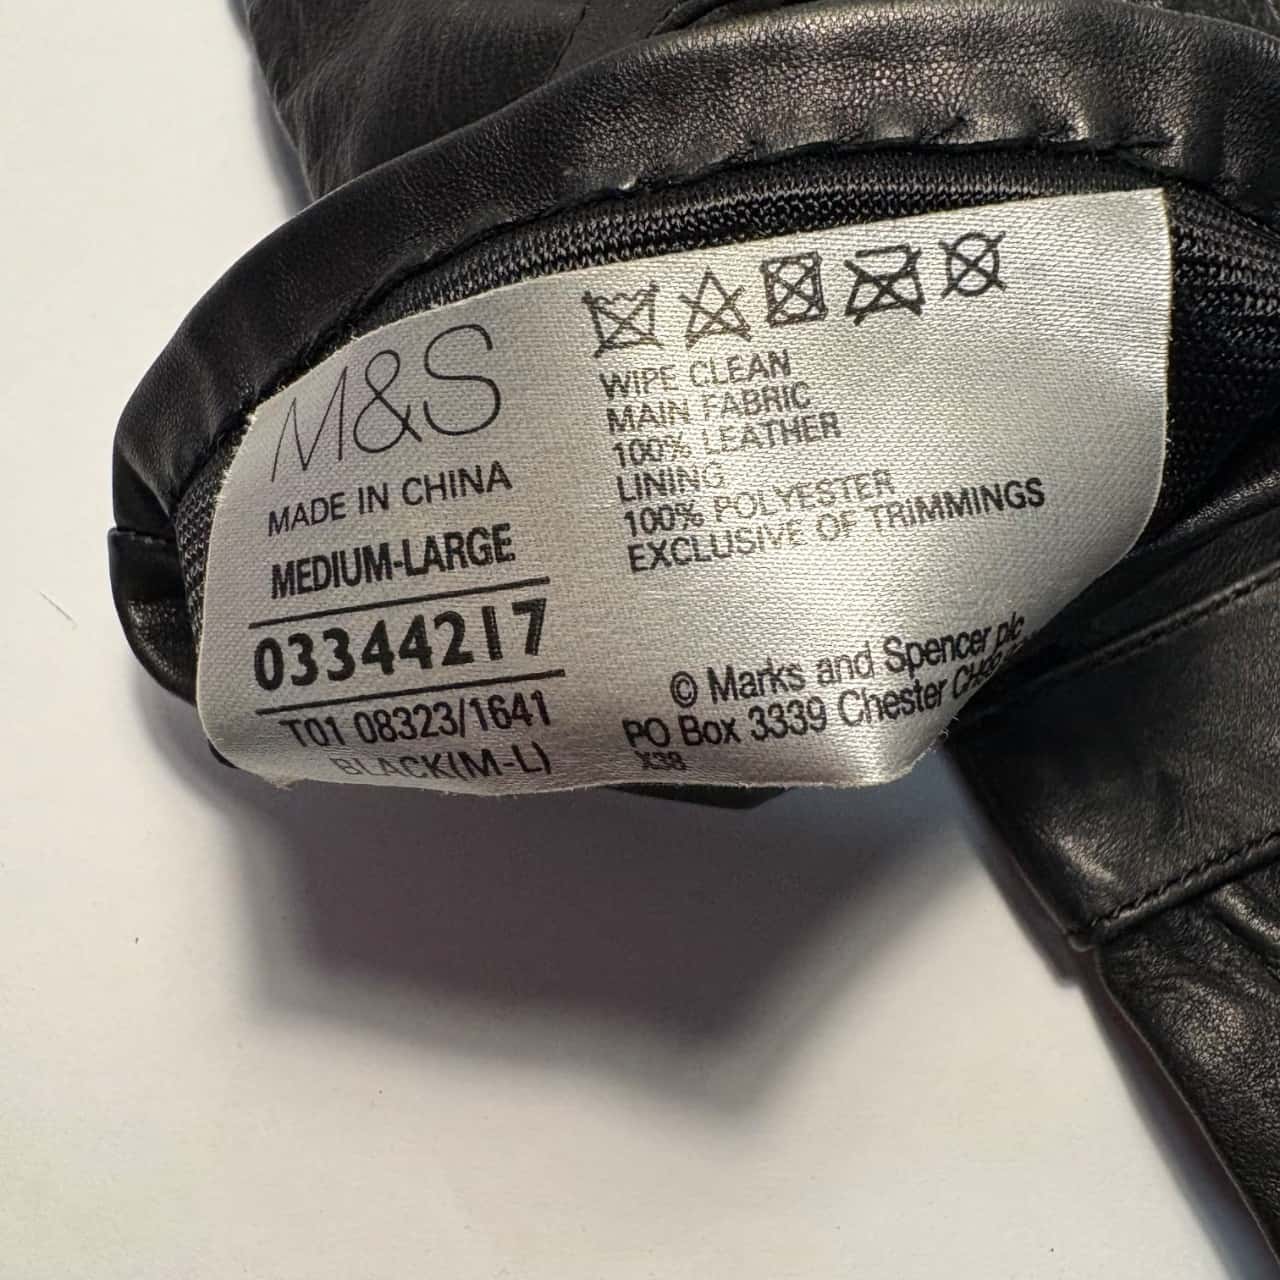 M&S
MADE IN CHINA
MEDIUM-LARGE
03344217
T01 08323/1641
BLACK(M-L)
WIPE CLEAN
MAIN FABRIC
100% LEATHER
LINING
100% POLYESTER
EXCLUSIVE OF TRIMMINGS
© Marks and Spencer plc
PO Box 3339 Chester
X38